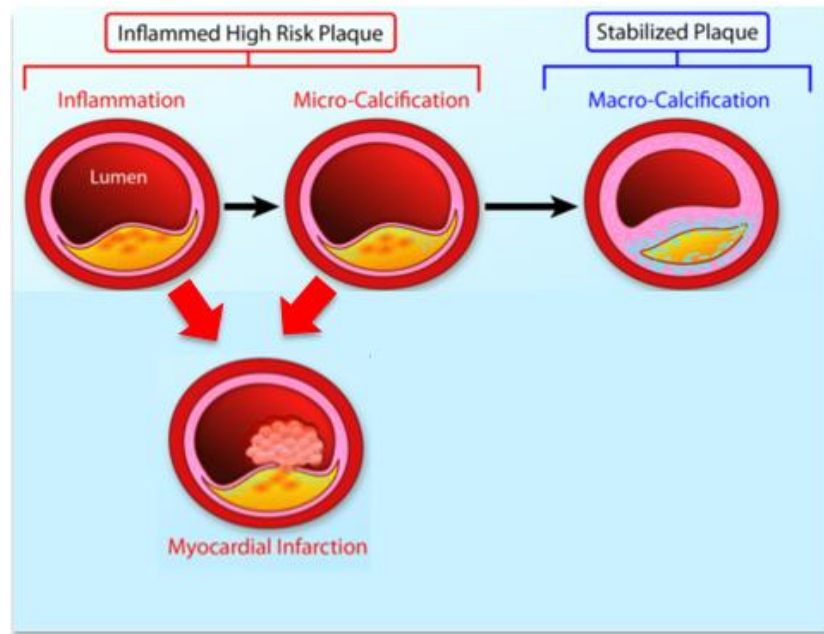 Inflammed High Risk Plaque
Stabilized Plaque
Inflammation
Micro-Calcification
Macro-Calcification
Lumen
Myocardial Infarction